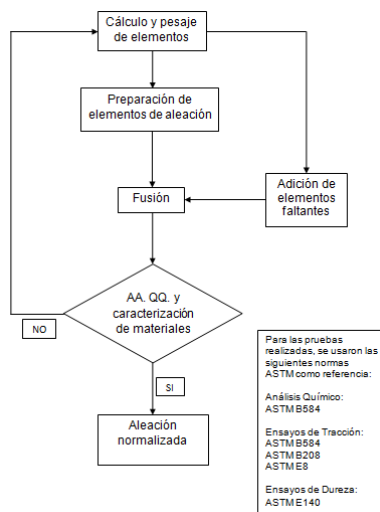 Cálculo y pesaje
de elementos
Preparación de
elementos de aleación
Fusión
Adición de
elementos
faltantes
AA. QQ. y
caracterización
de materiales
NO
SI
Aleación
normalizada
Para las pruebas
realizadas, se usaron las
siguientes normas
ASTM como referencia:
Análisis Químico:
ASTM B584
Ensayos de Tracción:
ASTM B584
ASTM B208
ASTM E8
Ensayos de Dureza:
ASTM E140